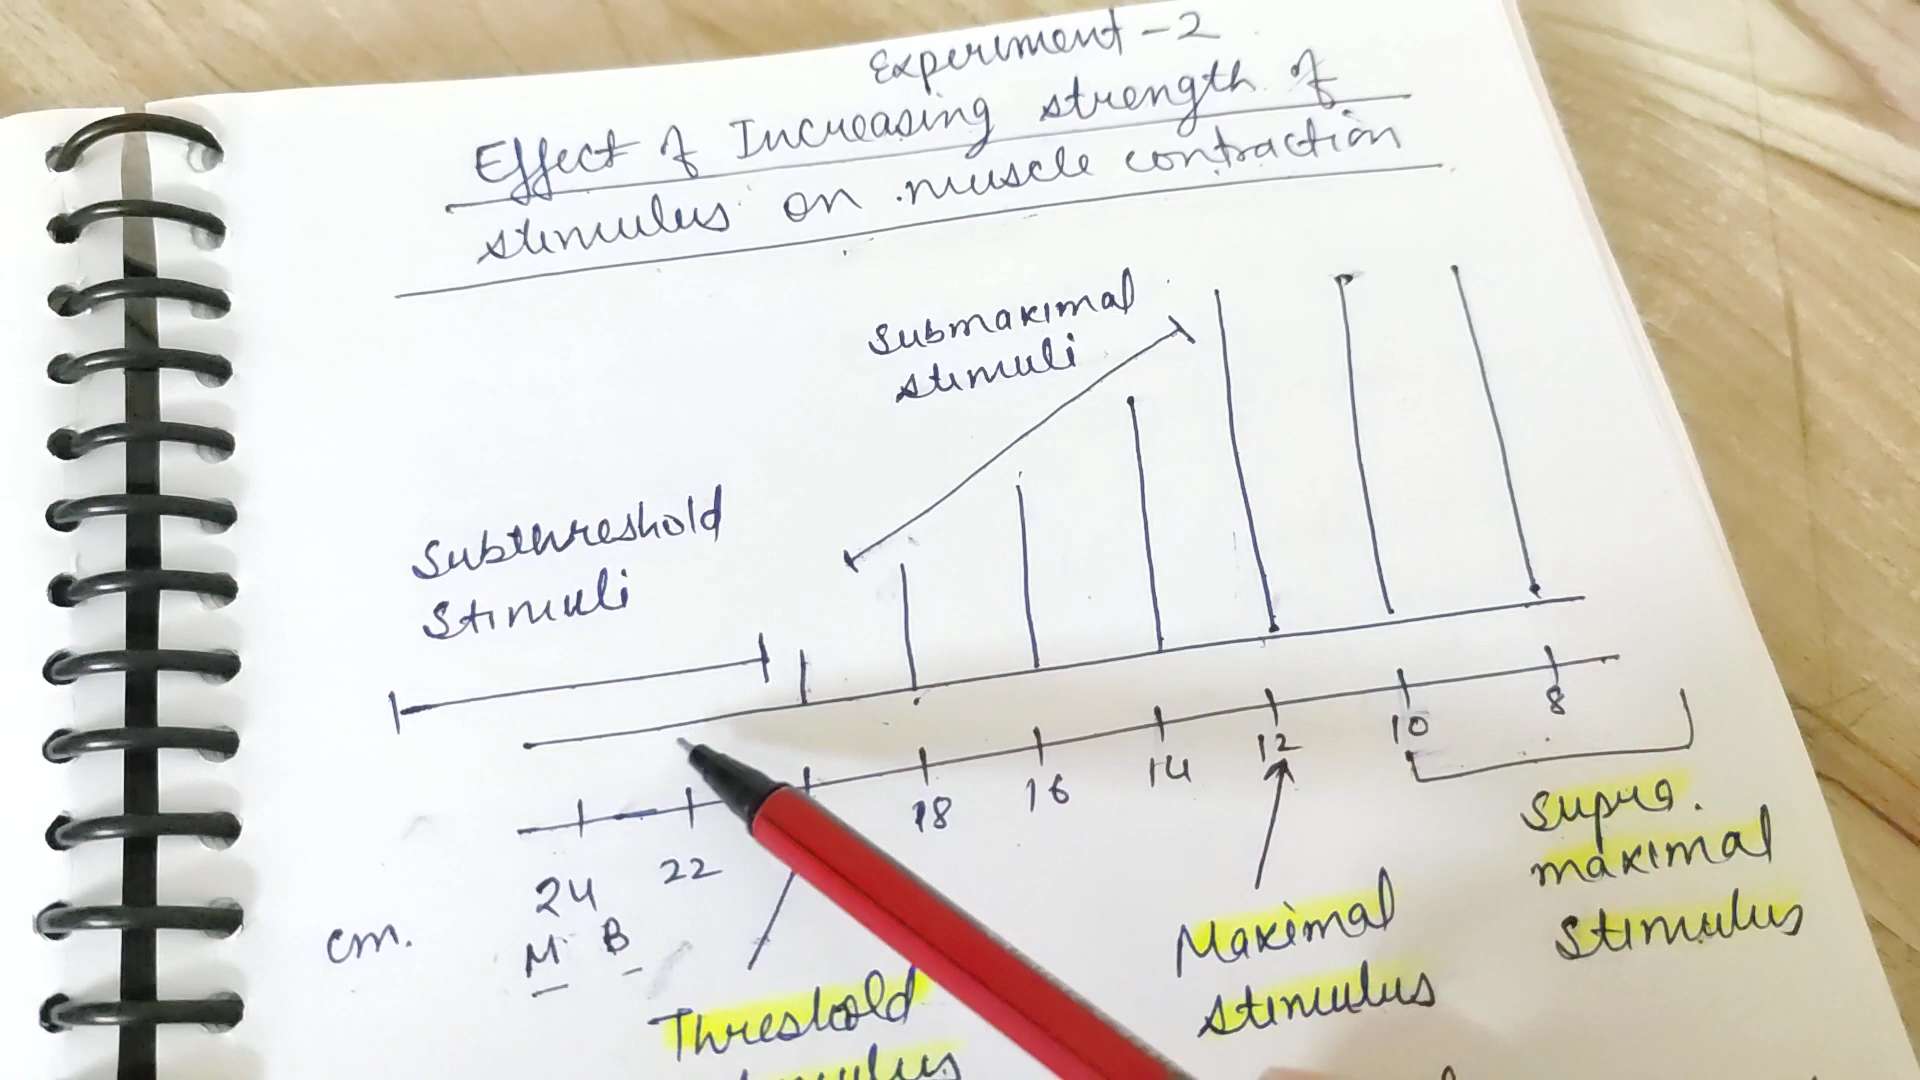 Experiment - 2
Effect of Increasing strength of
stimulus on muscle contraction
Submaximal
stimuli
Subthreshold
Stimuli
24 22 18 16 14 12 10 8
cm.
M B
Threshold
Maximal
stimulus
Supra.
maximal
stimulus